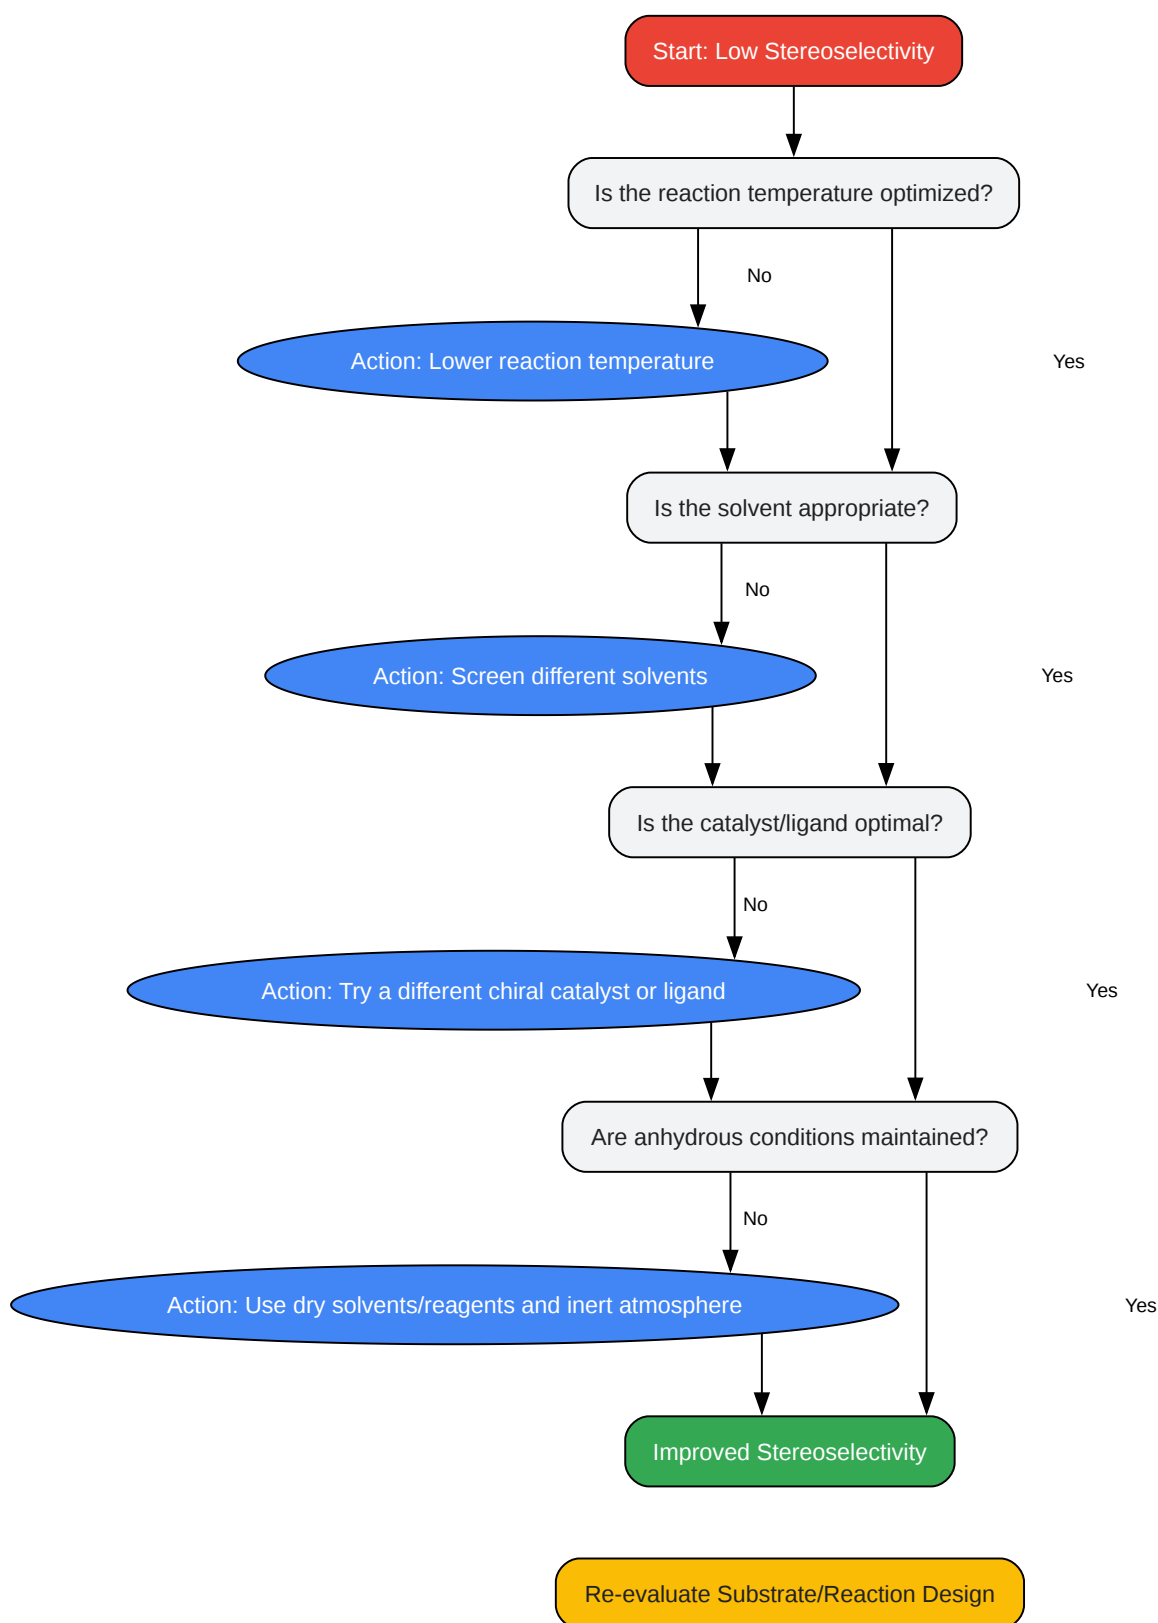 Start: Low Stereoselectivity
Is the reaction temperature optimized?
No
Action: Lower reaction temperature
Yes
Is the solvent appropriate?
No
Action: Screen different solvents
Yes
Is the catalyst/ligand optimal?
No
Action: Try a different chiral catalyst or ligand
Yes
Are anhydrous conditions maintained?
No
Action: Use dry solvents/reagents and inert atmosphere
Yes
Improved Stereoselectivity
Re-evaluate Substrate/Reaction Design